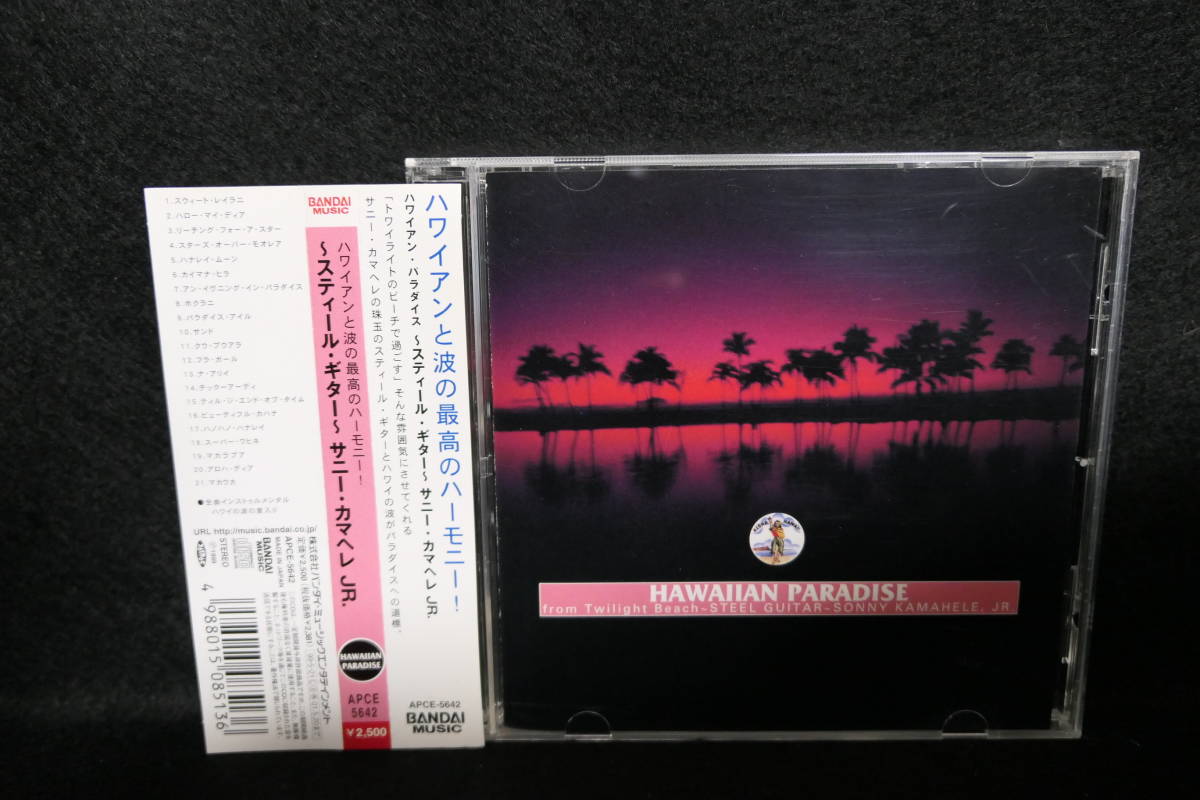 1.スウィート・レイラニ
2.ハロー・マイ・ディア
3.リーチング・フォー・ア・スター
4.スターズ・オーバー・モオレア
5.ハナレイ・ムーン
6.カイマナ・ヒラ
7.アン・イヴニング・イン・パラダイス
8.ホクラニ
9.パラダイス・アイル
10.サンド
11.クウ・プウアラ
12.フラ・ガール
13.ナ・アリイ
14.チックーアーディ
15.ティル・ジ・エンド・オブ・タイム
16.ビューティフル・カハナ
17.ハノハノ・ハナレイ
18.スーパー・ワヒネ
19.マカラプア
20.アロハ・ディア
21.マカウカ
●全曲インストゥルメンタル
ハワイの波の音入り
URL http://music.bandai.co.jp/
STEREO
BANDAI
MUSIC
APCE-5642
MADE IN JAPAN
株式会社バンダイ・ミュージックエンタテインメント
定価¥2,500(税抜価格¥2,381)
4 988015 085136
BANDAI
MUSIC
ハワイアンと波の最高のハーモニー!
～スティール・ギター～ サニー・カマヘレ JR.
HAWAIIAN
PARADISE
APCE
5642
¥2,500
ハワイアンと波の最高のハーモニー!
ハワイアン・パラダイス ～スティール・ギター～ サニー・カマヘレ JR.
「トワイライトのビーチで過ごす」そんな雰囲気にさせてくれる
サニー・カマヘレの珠玉のスティール・ギターとハワイの波がパラダイスへの道標。
APCE-5642
BANDAI
MUSIC
HAWAIIAN PARADISE
from Twilight Beach~STEEL GUITAR~SONNY KAMAHELE, JR